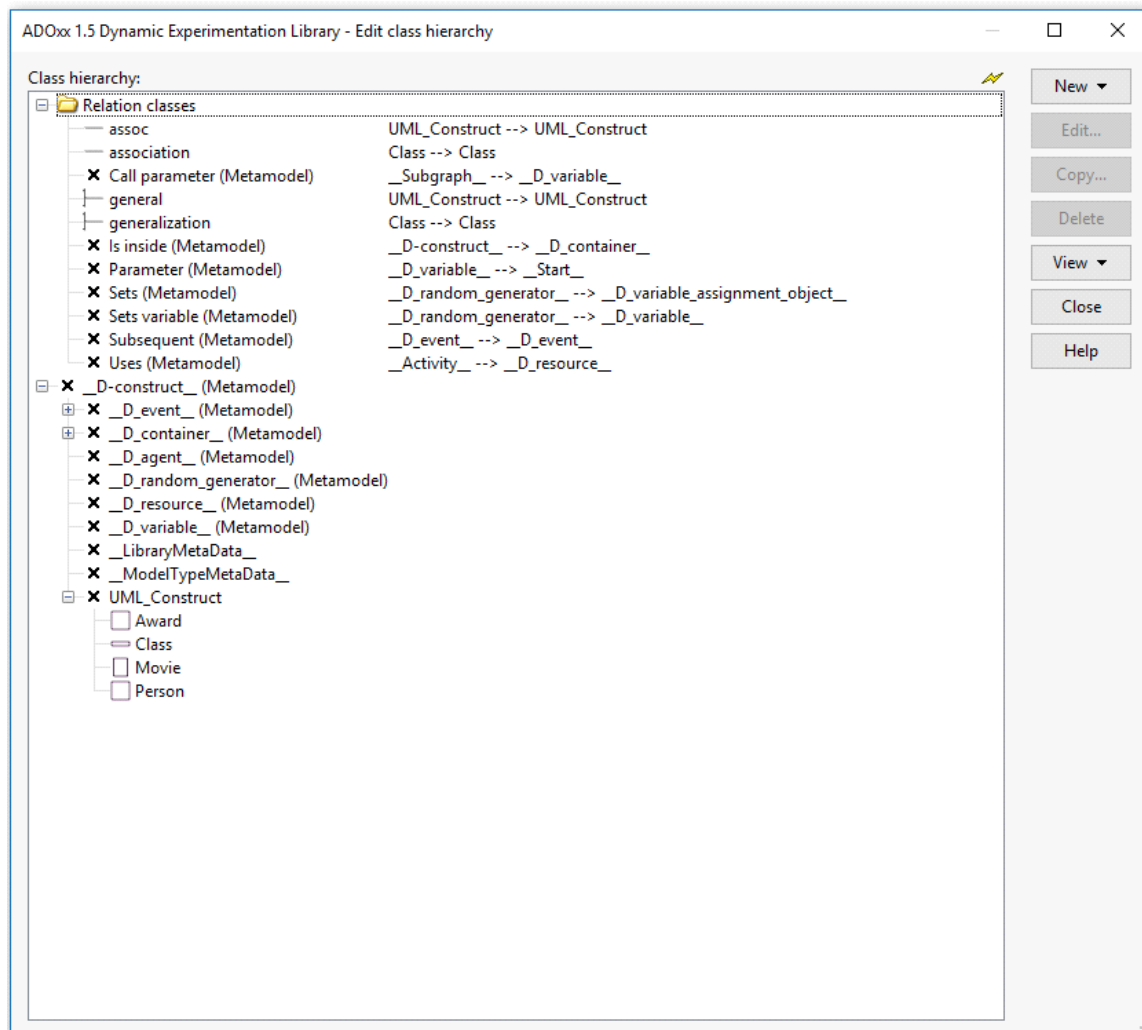 ADOxx 1.5 Dynamic Experimentation Library - Edit class hierarchy
Class hierarchy:
Relation classes
assoc UML_Construct --> UML_Construct
association Class --> Class
Call parameter (Metamodel) __Subgraph__ --> __D_variable__
general UML_Construct --> UML_Construct
generalization Class --> Class
Is inside (Metamodel) __D-construct__ --> __D_container__
Parameter (Metamodel) __D_variable__ --> __Start__
Sets (Metamodel) __D_random_generator__ --> __D_variable_assignment_object__
Sets variable (Metamodel) __D_random_generator__ --> __D_variable__
Subsequent (Metamodel) __D_event__ --> __D_event__
Uses (Metamodel) __Activity__ --> __D_resource__
__D-construct__ (Metamodel)
__D_event__ (Metamodel)
__D_container__ (Metamodel)
__D_agent__ (Metamodel)
__D_random_generator__ (Metamodel)
__D_resource__ (Metamodel)
__D_variable__ (Metamodel)
__LibraryMetaData__
__ModelTypeMetaData__
UML_Construct
Award
Class
Movie
Person
New
Edit...
Copy...
Delete
View
Close
Help